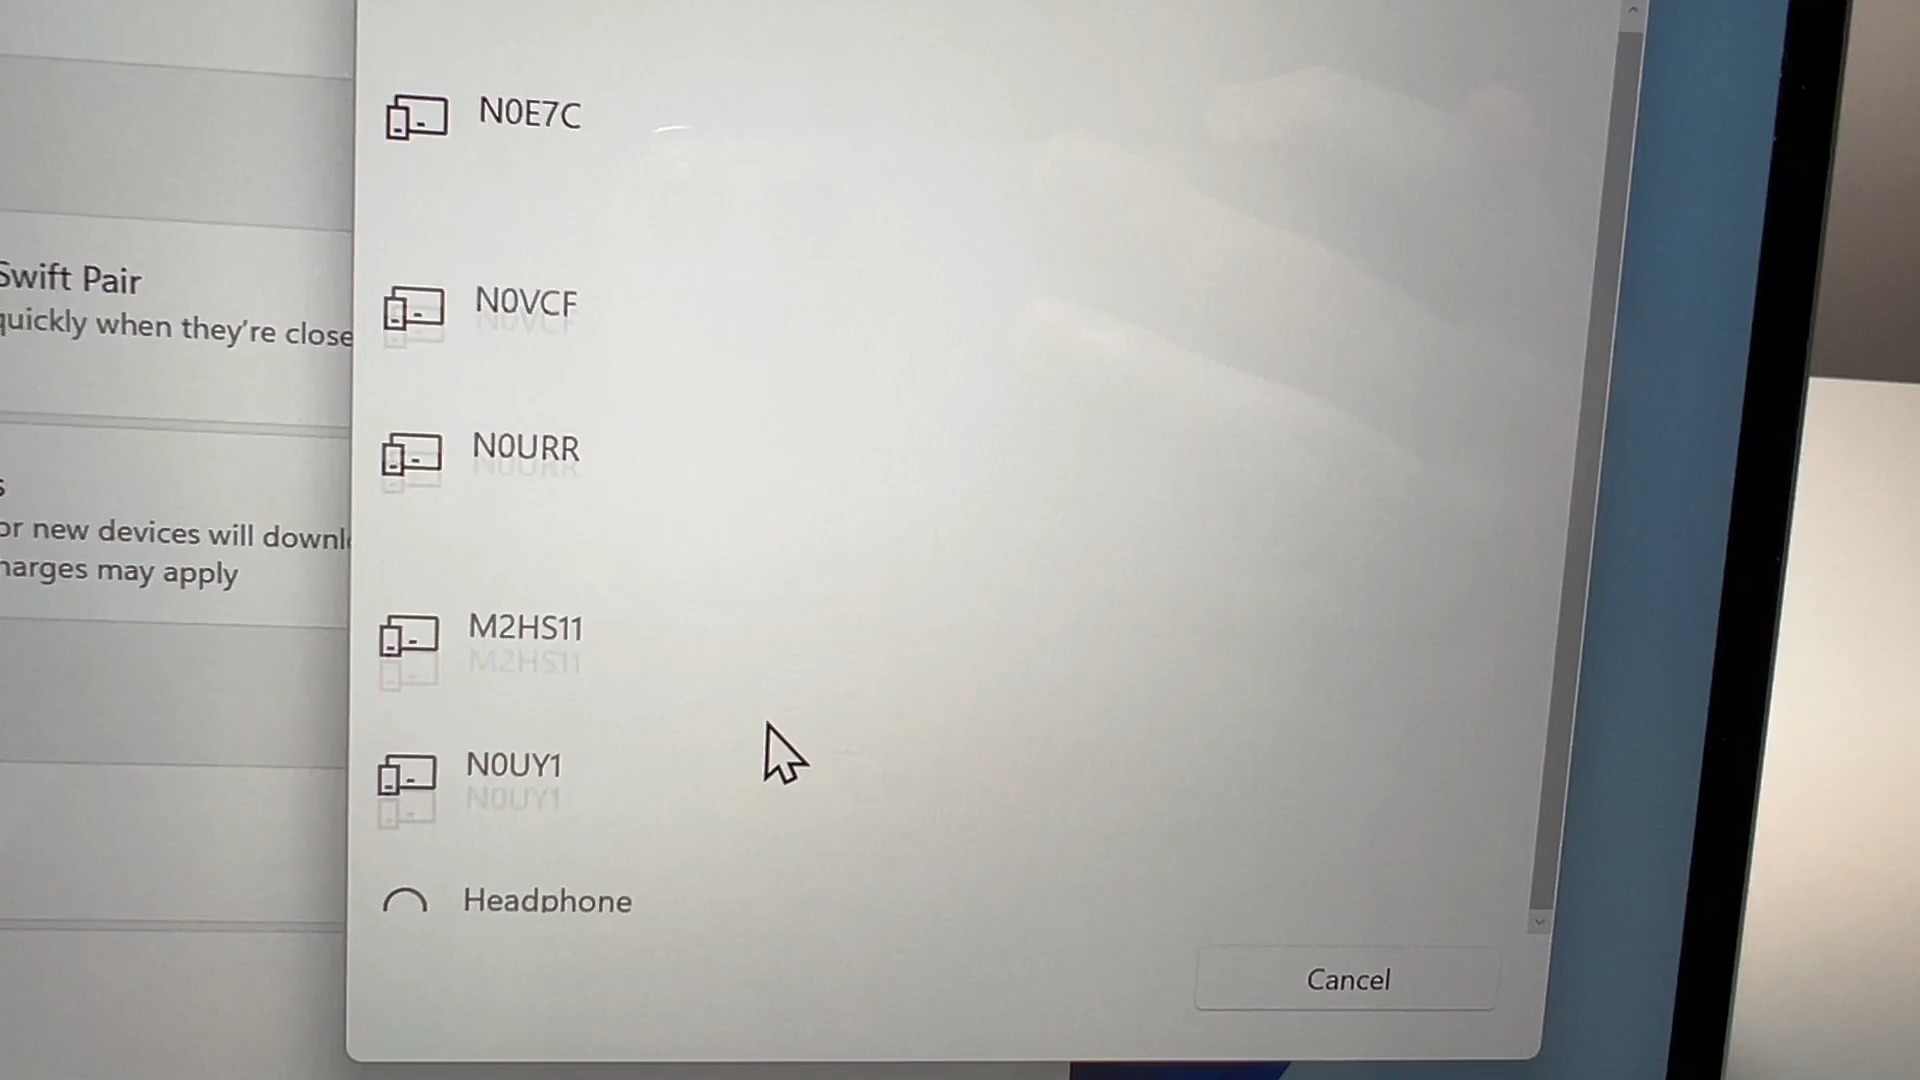 N0E7C
N0VCF
N0URR
M2HS11
N0UY1
Headphone
Cancel
Swift Pair
quickly when they're close
s
or new devices will downl
harges may apply